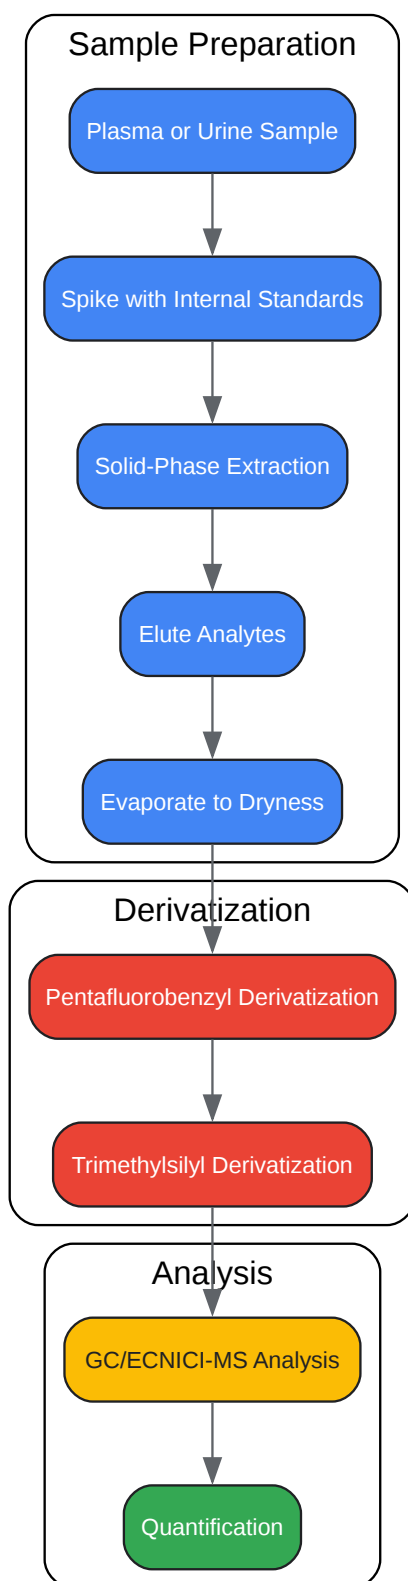 Sample Preparation
Plasma or Urine Sample
Spike with Internal Standards
Solid-Phase Extraction
Elute Analytes
Evaporate to Dryness
Derivatization
Pentafluorobenzyl Derivatization
Trimethylsilyl Derivatization
Analysis
GC/ECNICI-MS Analysis
Quantification